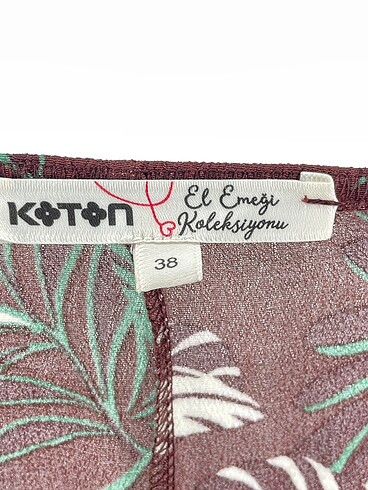 KOTON
El Emeği
Koleksiyonu
38